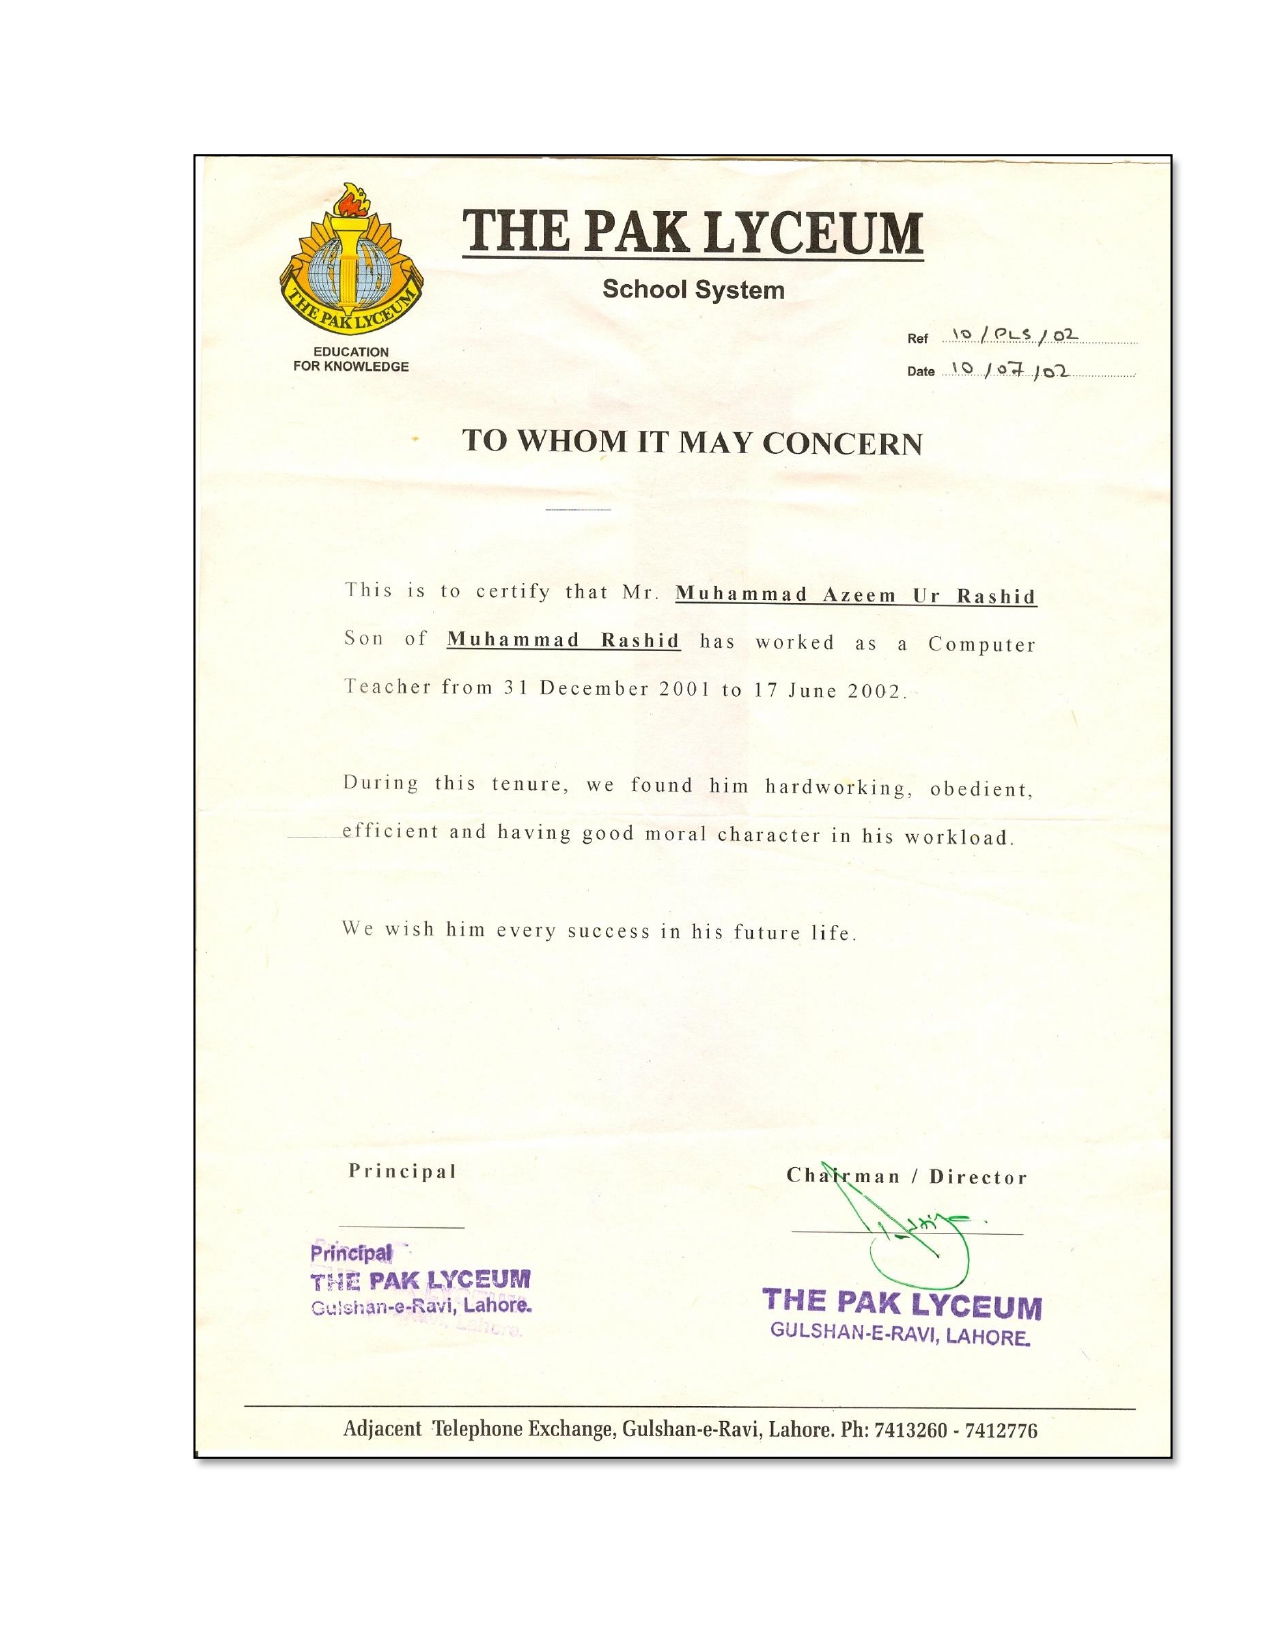 THE PAK LYCEUM
School System
THE PAK LYCEUM
EDUCATION
FOR KNOWLEDGE
Ref 10/PLS/02
Date 10/07/02
TO WHOM IT MAY CONCERN
This is to certify that Mr. Muhammad Azeem Ur Rashid
Son of Muhammad Rashid has worked as a Computer
Teacher from 31 December 2001 to 17 June 2002.
During this tenure, we found him hardworking, obedient,
efficient and having good moral character in his workload.
We wish him every success in his future life.
Principal
Chairman / Director
Principal
THE PAK LYCEUM
Gulshan-e-Ravi, Lahore.
THE PAK LYCEUM
GULSHAN-E-RAVI, LAHORE.
Adjacent Telephone Exchange, Gulshan-e-Ravi, Lahore. Ph: 7413260 - 7412776